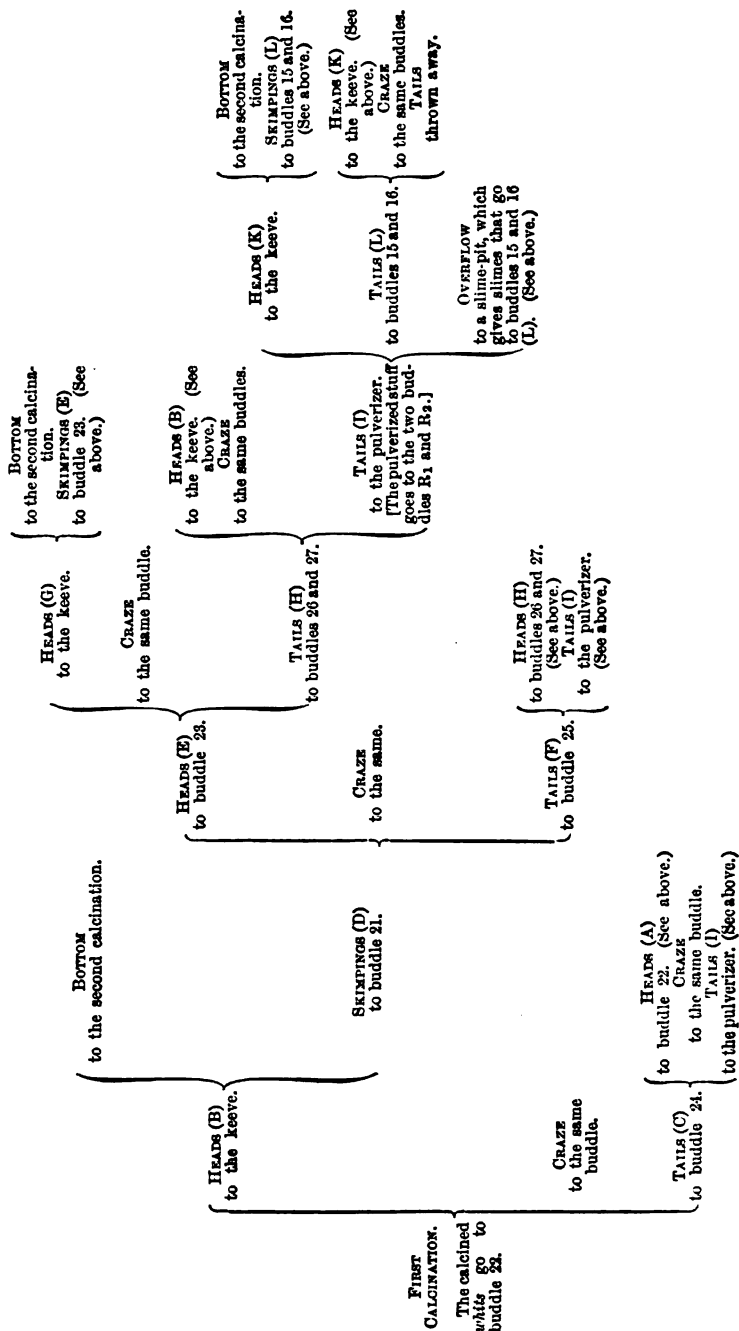 FIRST
CALCINATION.
The calcined
whits go to
buddle 22.
HEADS (B)
to the keeve.
CRAZE
to the same
buddle.
TAILS (C)
to buddle 24.
BOTTOM
to the second calcination.
SKIMPINGS (D)
to buddle 21.
HEADS (A)
to buddle 22. (See above.)
CRAZE
to the same buddle.
TAILS (I)
to the pulverizer. (See above.)
HEADS (E)
to buddle 23.
CRAZE
to the same.
TAILS (F)
to buddle 25.
HEADS (G)
to the keeve.
CRAZE
to the same buddle.
TAILS (H)
to buddles 26 and 27.
HEADS (H)
to buddles 26 and 27.
(See above.)
TAILS (I)
to the pulverizer.
(See above.)
BOTTOM
to the second calcina-
tion.
SKIMPINGS (E)
to buddle 23. (See
above.)
HEADS (B)
to the keeve. (See
above.)
CRAZE
to the same buddles.
TAILS (I)
to the pulverizer.
[The pulverized stuff
goes to the two bud-
dles R1 and R2.]
HEADS (K)
to the keeve.
TAILS (L)
to buddles 15 and 16.
OVERFLOW
to a slime-pit, which
gives slimes that go
to buddles 15 and 16
(L). (See above.)
BOTTOM
to the second calcina-
tion.
SKIMPINGS (L)
to buddles 15 and 16.
(See above.)
HEADS (K)
to the keeve. (See
above.)
CRAZE
to the same buddles.
TAILS
thrown away.